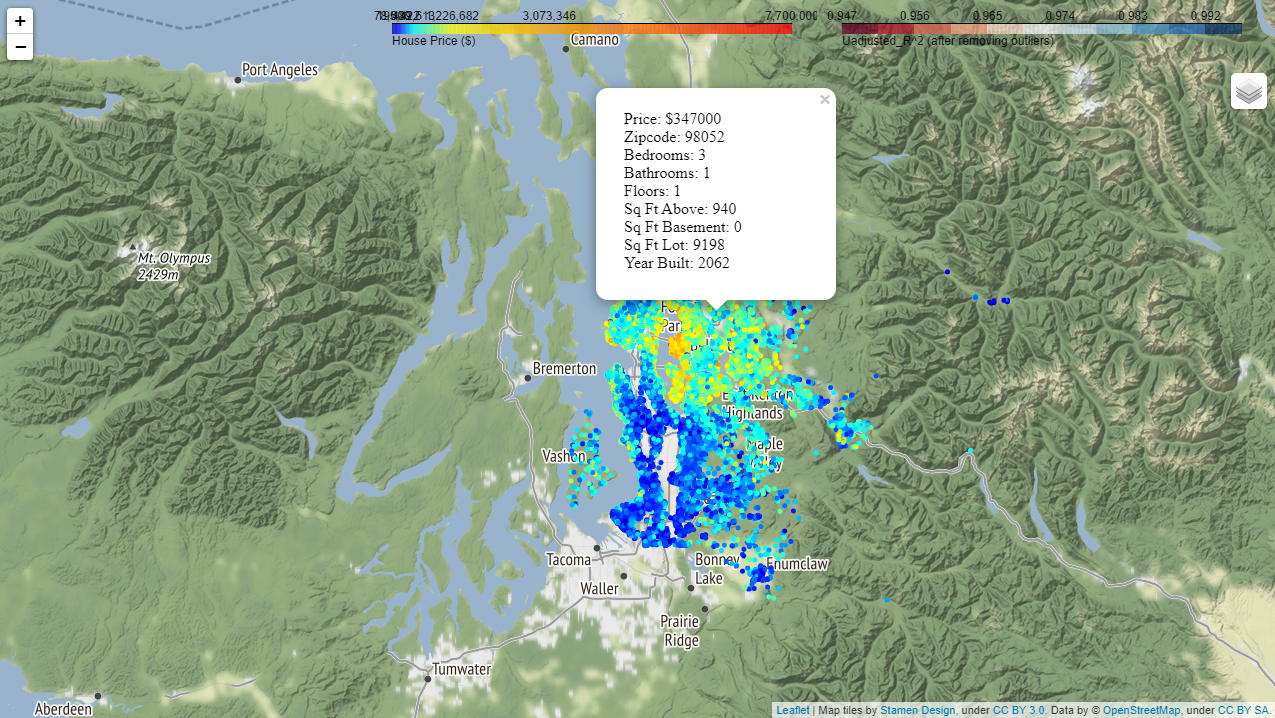 +
−
1,226,682
3,073,346
7,700,000
House Price ($)
0.947
0.956
0.965
0.974
0.983
0.992
Uadjusted_R^2 (after removing outliers)
Camano
Port Angeles
×
Price: $347000
Zipcode: 98052
Bedrooms: 3
Bathrooms: 1
Floors: 1
Sq Ft Above: 940
Sq Ft Basement: 0
Sq Ft Lot: 9198
Year Built: 2062
Mt. Olympus
2429m
Bremerton
Highlands
Vashon
Maple
Tacoma
Bonney
Lake
Enumclaw
Waller
Prairie
Ridge
Tumwater
Aberdeen
Leaflet | Map tiles by Stamen Design, under CC BY 3.0. Data by © OpenStreetMap, under CC BY SA.